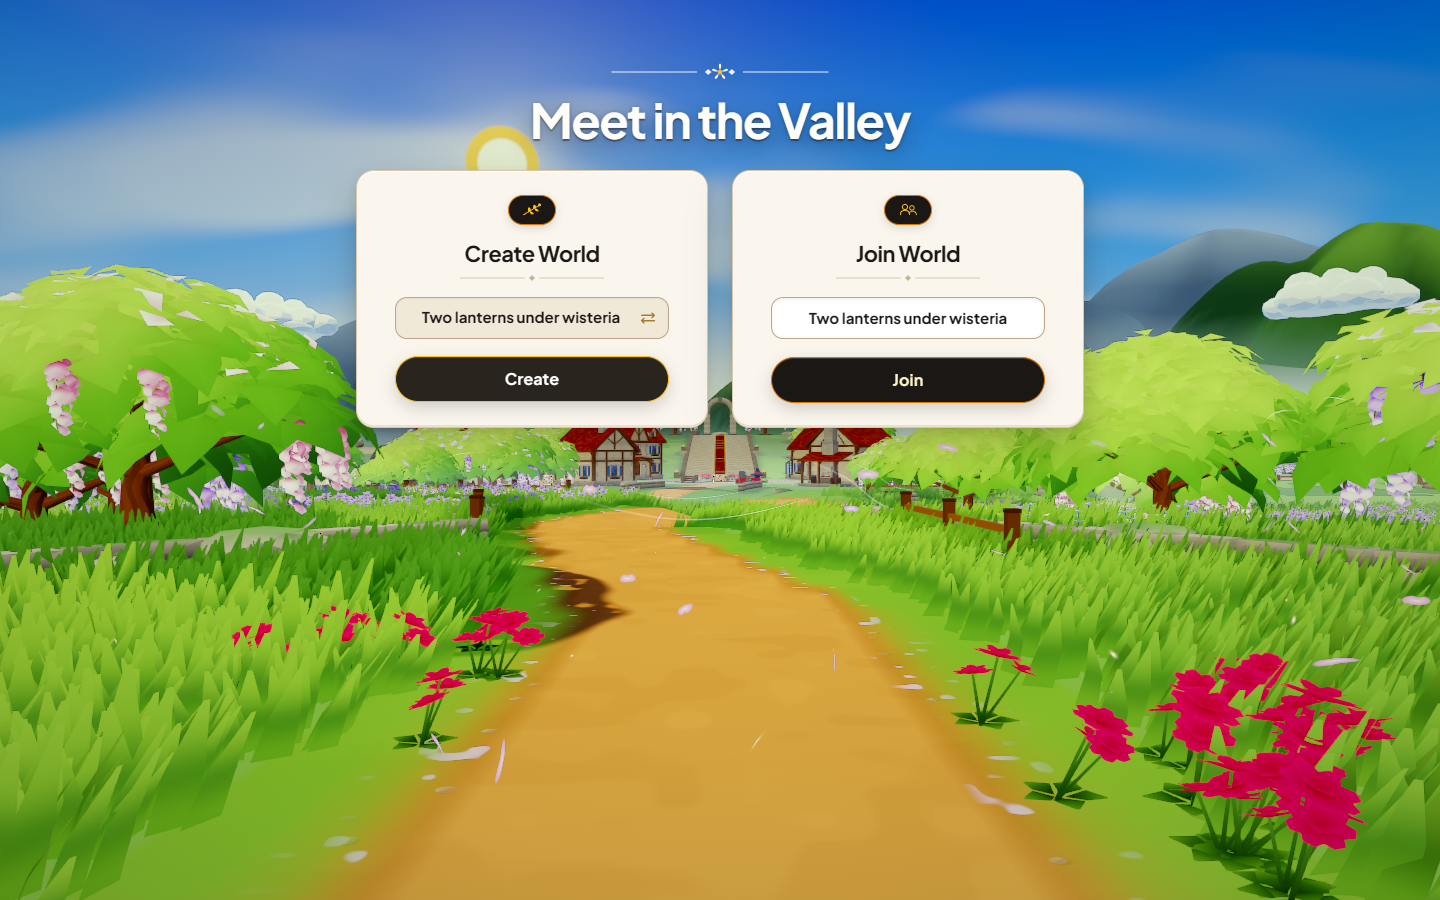 Meet in the Valley
Create World
Two lanterns under wisteria
Create
Join World
Two lanterns under wisteria
Join